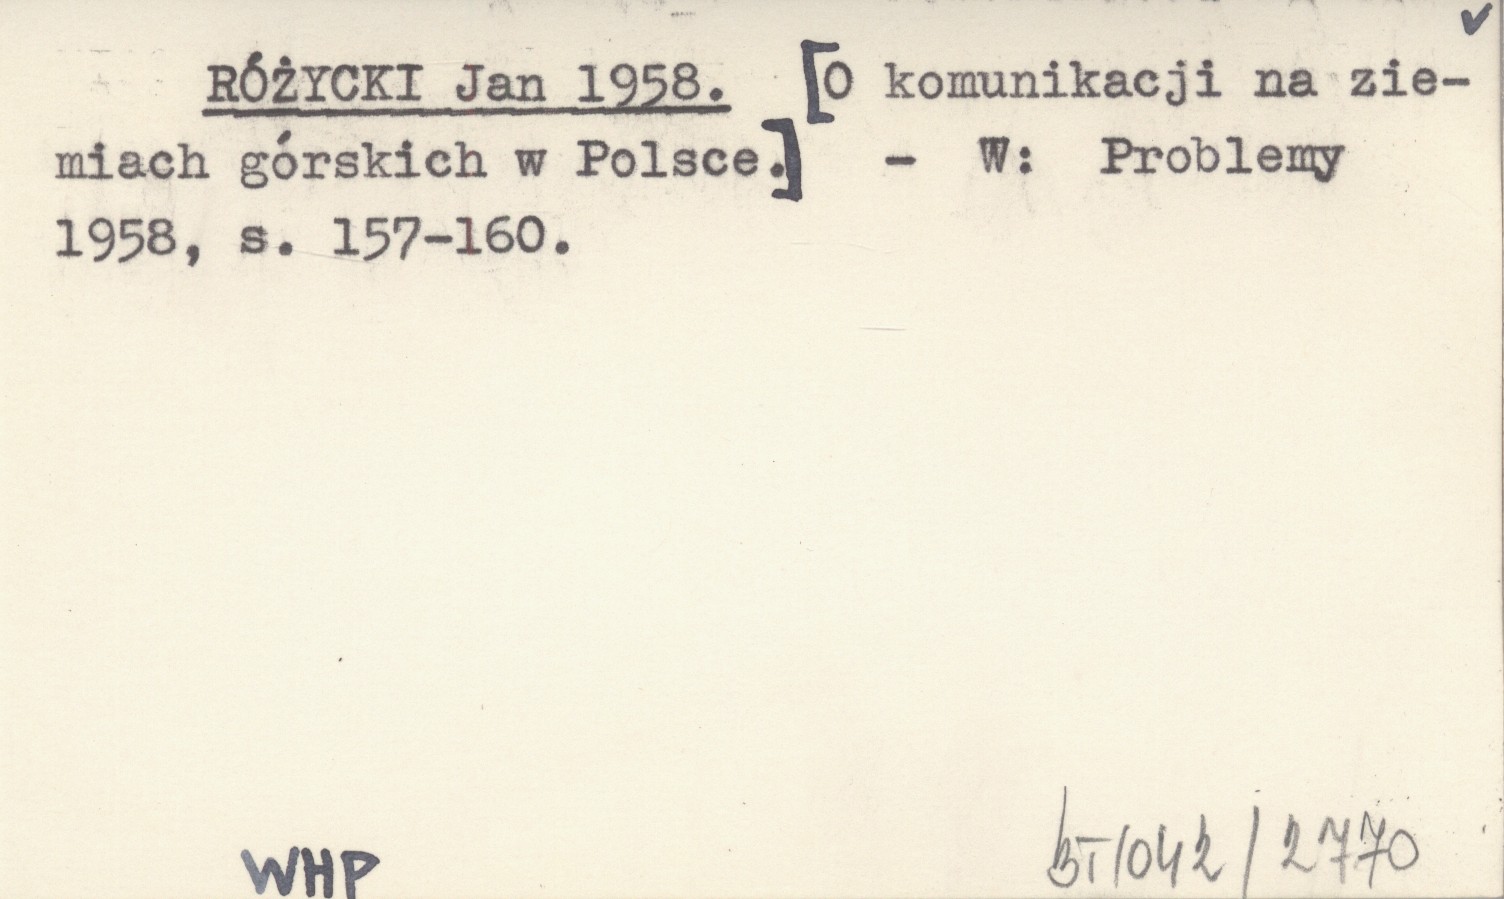 RÓŻYCKI Jan 1958. [O komunikacji na zie-
miach górskich w Polsce.] - W: Problemy
1958, s. 157-160.
WHP
BT/042/2770